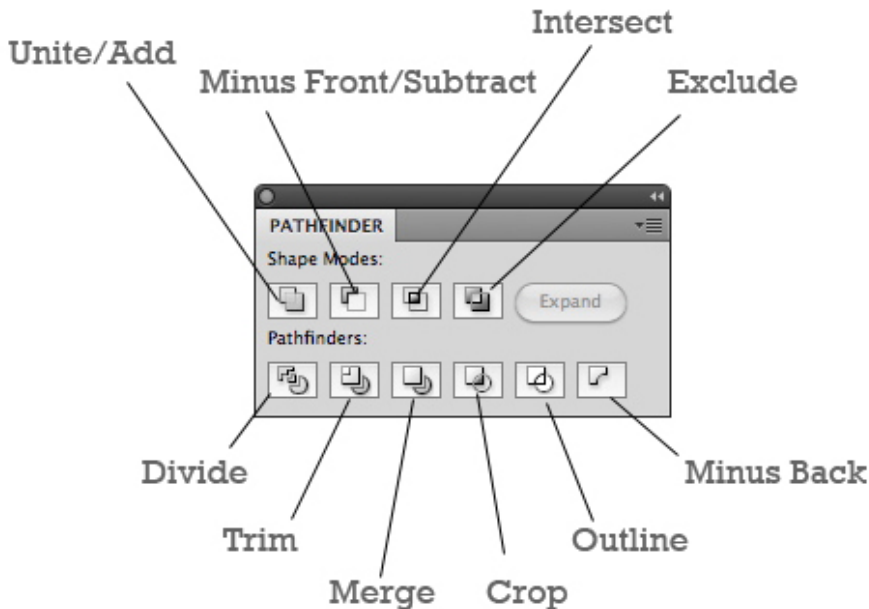 Intersect
Unite/Add
Minus Front/Subtract
Exclude
PATHFINDER
Shape Modes:
Expand
Pathfinders:
Divide
Minus Back
Trim
Outline
Merge
Crop